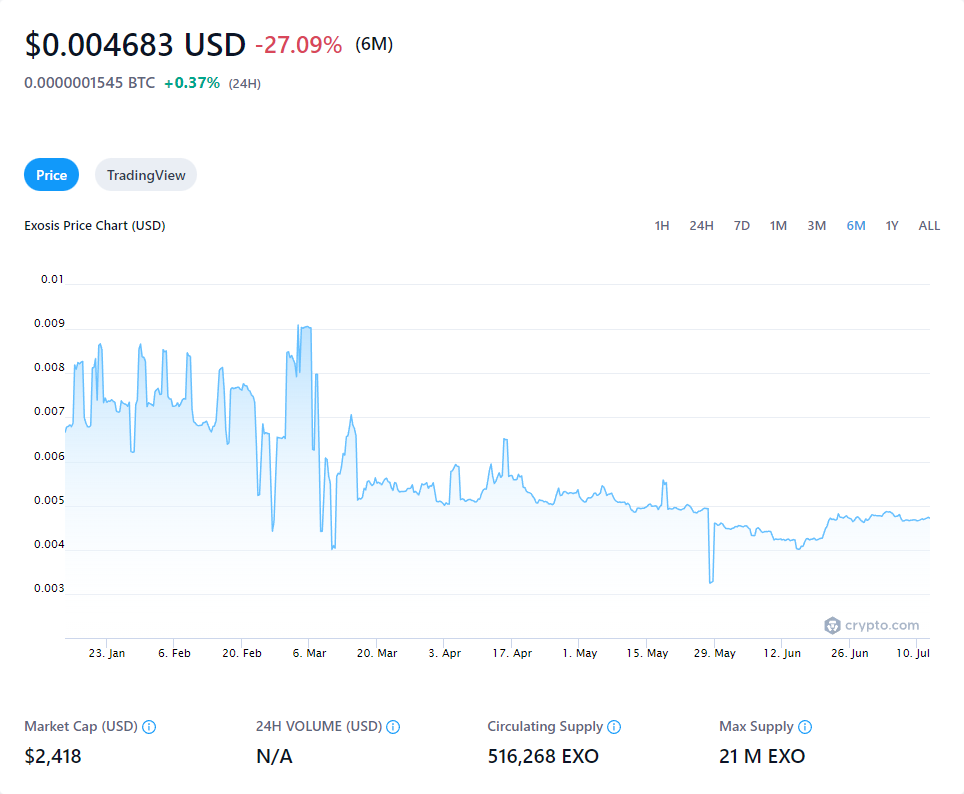 $0.004683 USD -27.09% (6M)
0.0000001545 BTC +0.37% (24H)
Price TradingView
Exosis Price Chart (USD) 1H 24H 7D 1M 3M 6M 1Y ALL
0.01
0.009
0.008
0.007
0.006
0.005
0.004
0.003
crypto.com
23. Jan 6. Feb 20. Feb 6. Mar 20. Mar 3. Apr 17. Apr 1. May 15. May 29. May 12. Jun 26. Jun 10. Jul
Market Cap (USD) 24H VOLUME (USD) Circulating Supply Max Supply
$2,418 N/A 516,268 EXO 21 M EXO